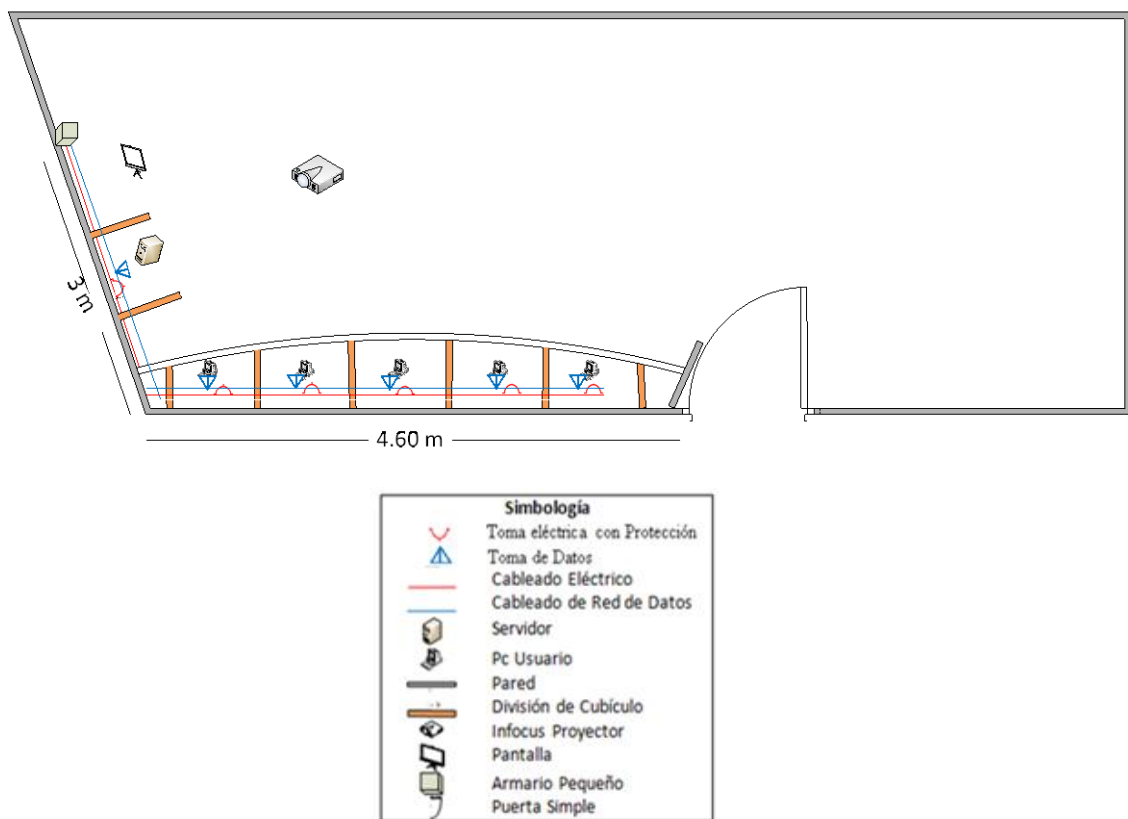 3 m
4.60 m
Simbología
Toma eléctrica con Protección
Toma de Datos
Cableado Eléctrico
Cableado de Red de Datos
Servidor
Pc Usuario
Pared
División de Cubículo
Infocus Proyector
Pantalla
Armario Pequeño
Puerta Simple